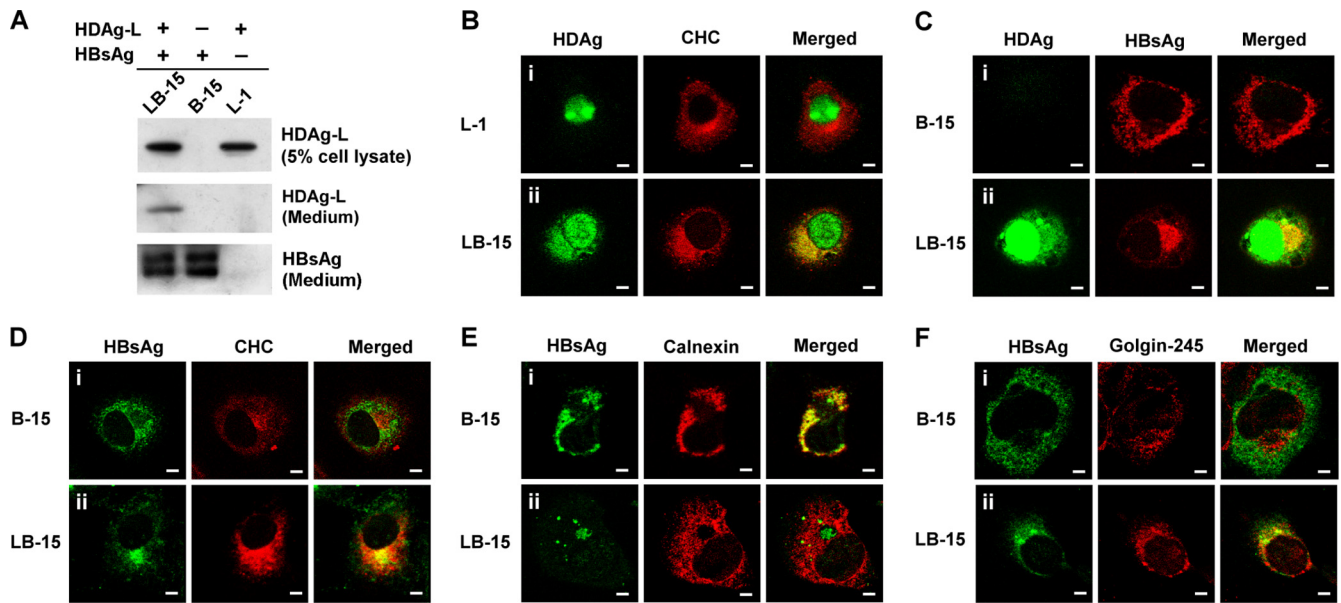 A
HDAg-L + – +
HBsAg + + –
LB-15 B-15 L-1
HDAg-L
(5% cell lysate)
HDAg-L
(Medium)
HBsAg
(Medium)
B
HDAg CHC Merged
L-1 i
LB-15 ii
C
HDAg HBsAg Merged
B-15 i
LB-15 ii
D
HBsAg CHC Merged
B-15 i
LB-15 ii
E
HBsAg Calnexin Merged
B-15 i
LB-15 ii
F
HBsAg Golgin-245 Merged
B-15 i
LB-15 ii